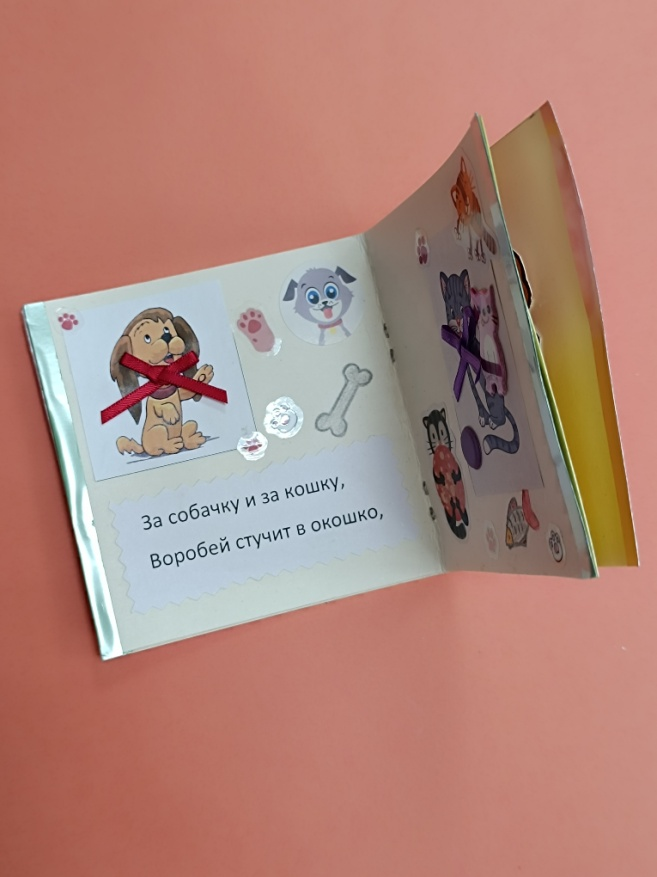 За собачку и за кошку,
Воробей стучит в окошко,